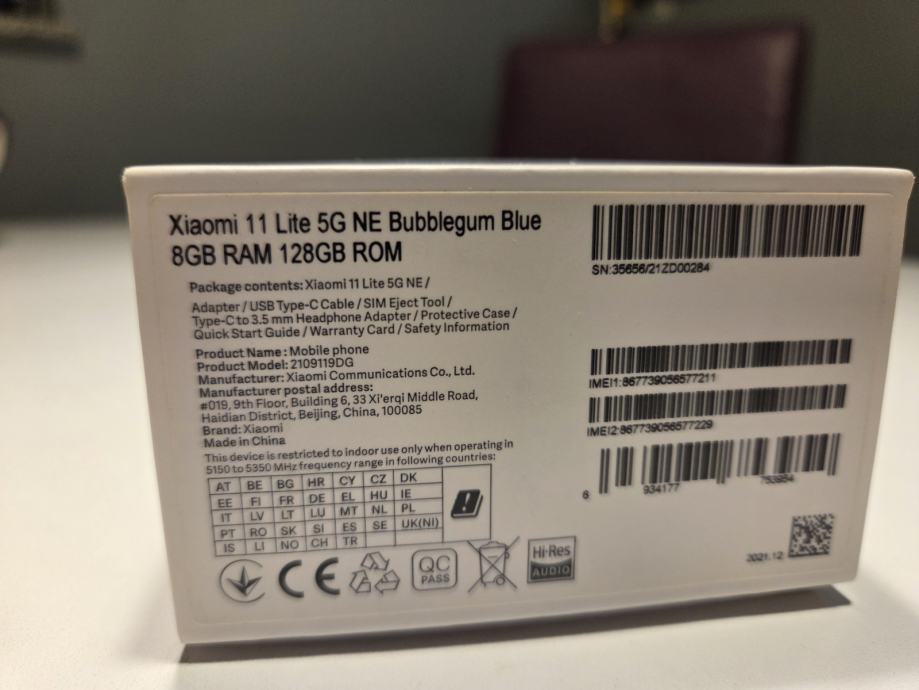 Xiaomi 11 Lite 5G NE Bubblegum Blue
8GB RAM 128GB ROM
Package contents: Xiaomi 11 Lite 5G NE /
Adapter / USB Type-C Cable / SIM Eject Tool /
Type-C to 3.5 mm Headphone Adapter / Protective Case /
Quick Start Guide / Warranty Card / Safety Information
Product Name: Mobile phone
Product Model: 2109119DG
Manufacturer: Xiaomi Communications Co., Ltd.
Manufacturer postal address:
#019, 9th Floor, Building 6, 33 Xi'erqi Middle Road,
Haidian District, Beijing, China, 100085
Brand: Xiaomi
Made in China
This device is restricted to indoor use only when operating in
5150 to 5350 MHz frequency range in following countries:
AT BE BG HR CY CZ DK
EE FI FR DE EL HU IE
IT LV LT LU MT NL PL
PT RO SK SI ES SE UK(NI)
IS LI NO CH TR
CE
QC
PASS
Hi-Res
AUDIO
SN:35656/21ZD00284
IMEI1:867739056577211
IMEI2:867739056577229
6 934177 753984
2021.12